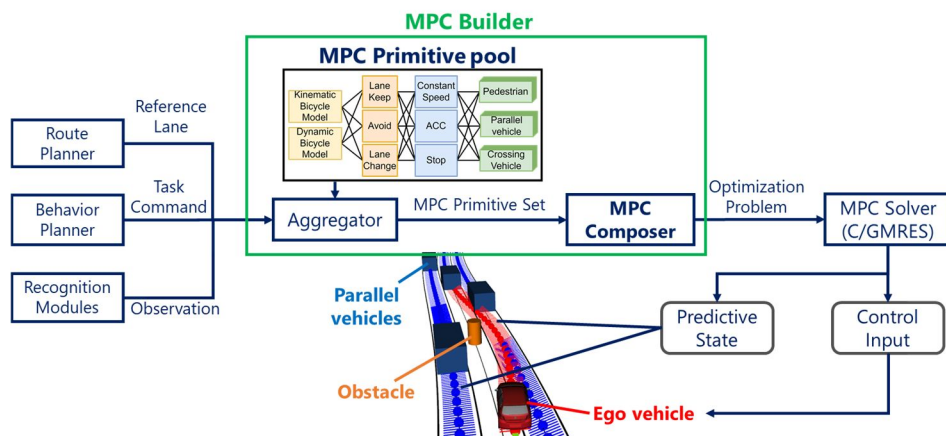 MPC Builder
MPC Primitive pool
Kinematic
Bicycle
Model
Dynamic
Bicycle
Model
Lane
Keep
Avoid
Lane
Change
Constant
Speed
ACC
Stop
Pedestrian
Parallel
vehicle
Crossing
Vehicle
Route
Planner
Reference
Lane
Behavior
Planner
Task
Command
Recognition
Modules
Observation
Aggregator
MPC Primitive Set
MPC
Composer
Optimization
Problem
MPC Solver
(C/GMRES)
Parallel
vehicles
Obstacle
Ego vehicle
Predictive
State
Control
Input